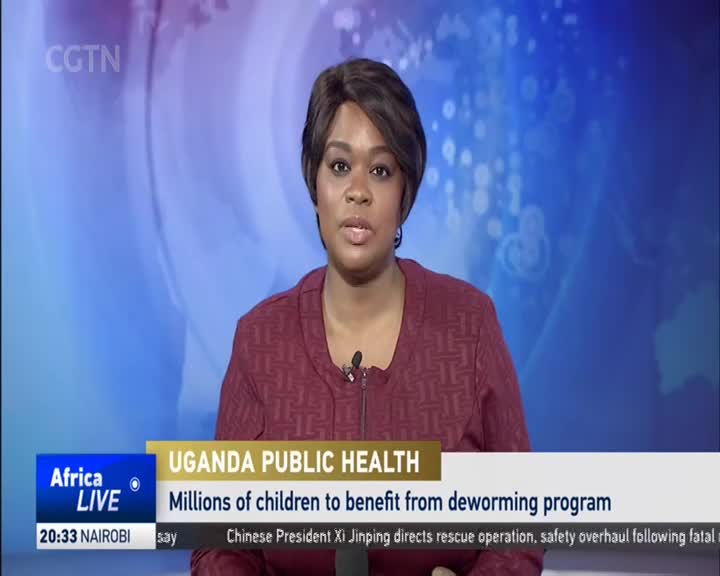 CGTN
UGANDA PUBLIC HEALTH
Africa
LIVE
Millions of children to benefit from deworming program
20:33 NAIROBI
say Chinese President Xi Jinping directs rescue operation, safety overhaul following fatal